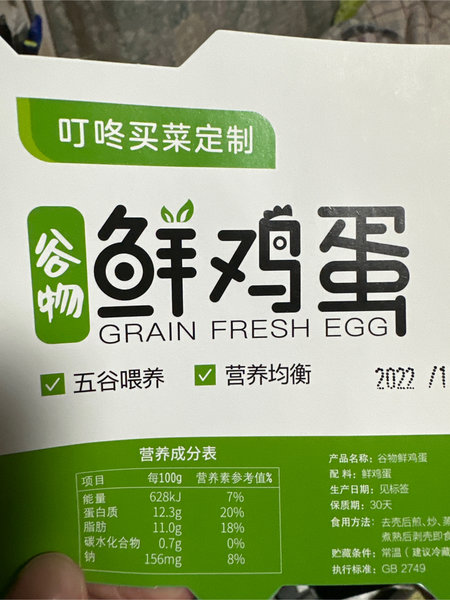 叮咚买菜定制
谷物
鲜鸡蛋
GRAIN FRESH EGG
五谷喂养 营养均衡
2022 /1
营养成分表
项目 每100g 营养素参考值%
能量 628kJ 7%
蛋白质 12.3g 20%
脂肪 11.0g 18%
碳水化合物 0.7g 0%
钠 156mg 8%
产品名称：谷物鲜鸡蛋
配 料：鲜鸡蛋
生产日期：见标签
保质期：30天
食用方法：去壳后煎、炒、蒸
煮熟后剥壳即食
贮藏条件：常温（建议冷藏
执行标准：GB 2749